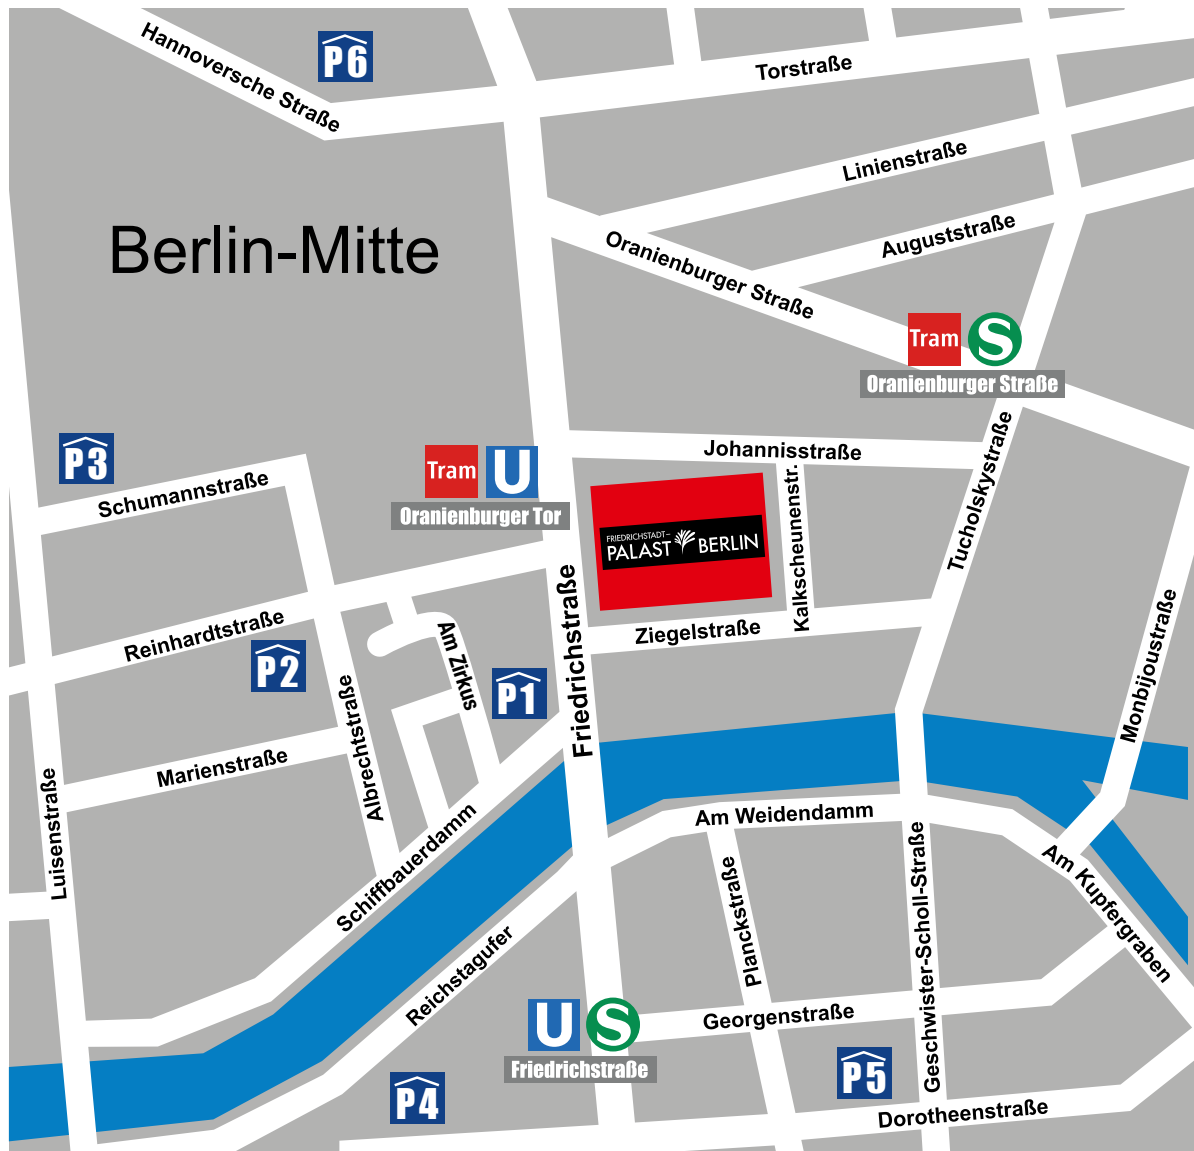 Hannoversche Straße
P6
Torstraße
Linienstraße
Auguststraße
Berlin-Mitte
Oranienburger Straße
Tram
S
Oranienburger Straße
P3
Schumannstraße
Tram
U
Oranienburger Tor
Johannisstraße
Kalkscheunenstr.
Tucholskystraße
FRIEDRICHSTADT–
PALAST BERLIN
Friedrichstraße
Ziegelstraße
Reinhardtstraße
P2
Am Zirkus
P1
Monbijoustraße
Albrechtstraße
Marienstraße
Luisenstraße
Schiffbauerdamm
Am Weidendamm
Planckstraße
Geschwister-Scholl-Straße
Am Kupfergraben
Reichstagufer
U
S
Friedrichstraße
Georgenstraße
P4
P5
Dorotheenstraße